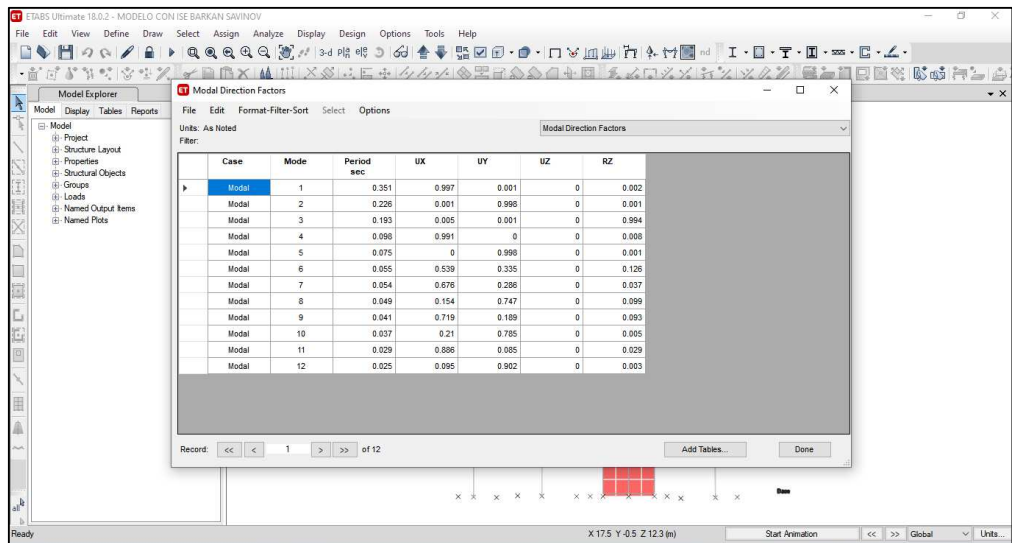 ETABS Ultimate 18.0.2 - MODELO CON ISE BARKAN SAVINOV
File Edit View Define Draw Select Assign Analyze Display Design Options Tools Help
3-d nd
Model Explorer
Model Display Tables Reports
Model
Project
Structure Layout
Properties
Structural Objects
Groups
Loads
Named Output Items
Named Plots
Modal Direction Factors
File Edit Format-Filter-Sort Select Options
Units: As Noted Modal Direction Factors
Filter:
Case Mode Period UX UY UZ RZ
sec
Modal 1 0.351 0.997 0.001 0 0.002
Modal 2 0.226 0.001 0.998 0 0.001
Modal 3 0.193 0.005 0.001 0 0.994
Modal 4 0.098 0.991 0 0 0.008
Modal 5 0.075 0 0.998 0 0.001
Modal 6 0.055 0.539 0.335 0 0.126
Modal 7 0.054 0.676 0.286 0 0.037
Modal 8 0.049 0.154 0.747 0 0.099
Modal 9 0.041 0.719 0.189 0 0.093
Modal 10 0.037 0.21 0.785 0 0.005
Modal 11 0.029 0.886 0.085 0 0.029
Modal 12 0.025 0.095 0.902 0 0.003
Record: << < 1 > >> of 12 Add Tables... Done
Base
all
Ready X 17.5 Y -0.5 Z 12.3 (m) Start Animation << >> Global Units...